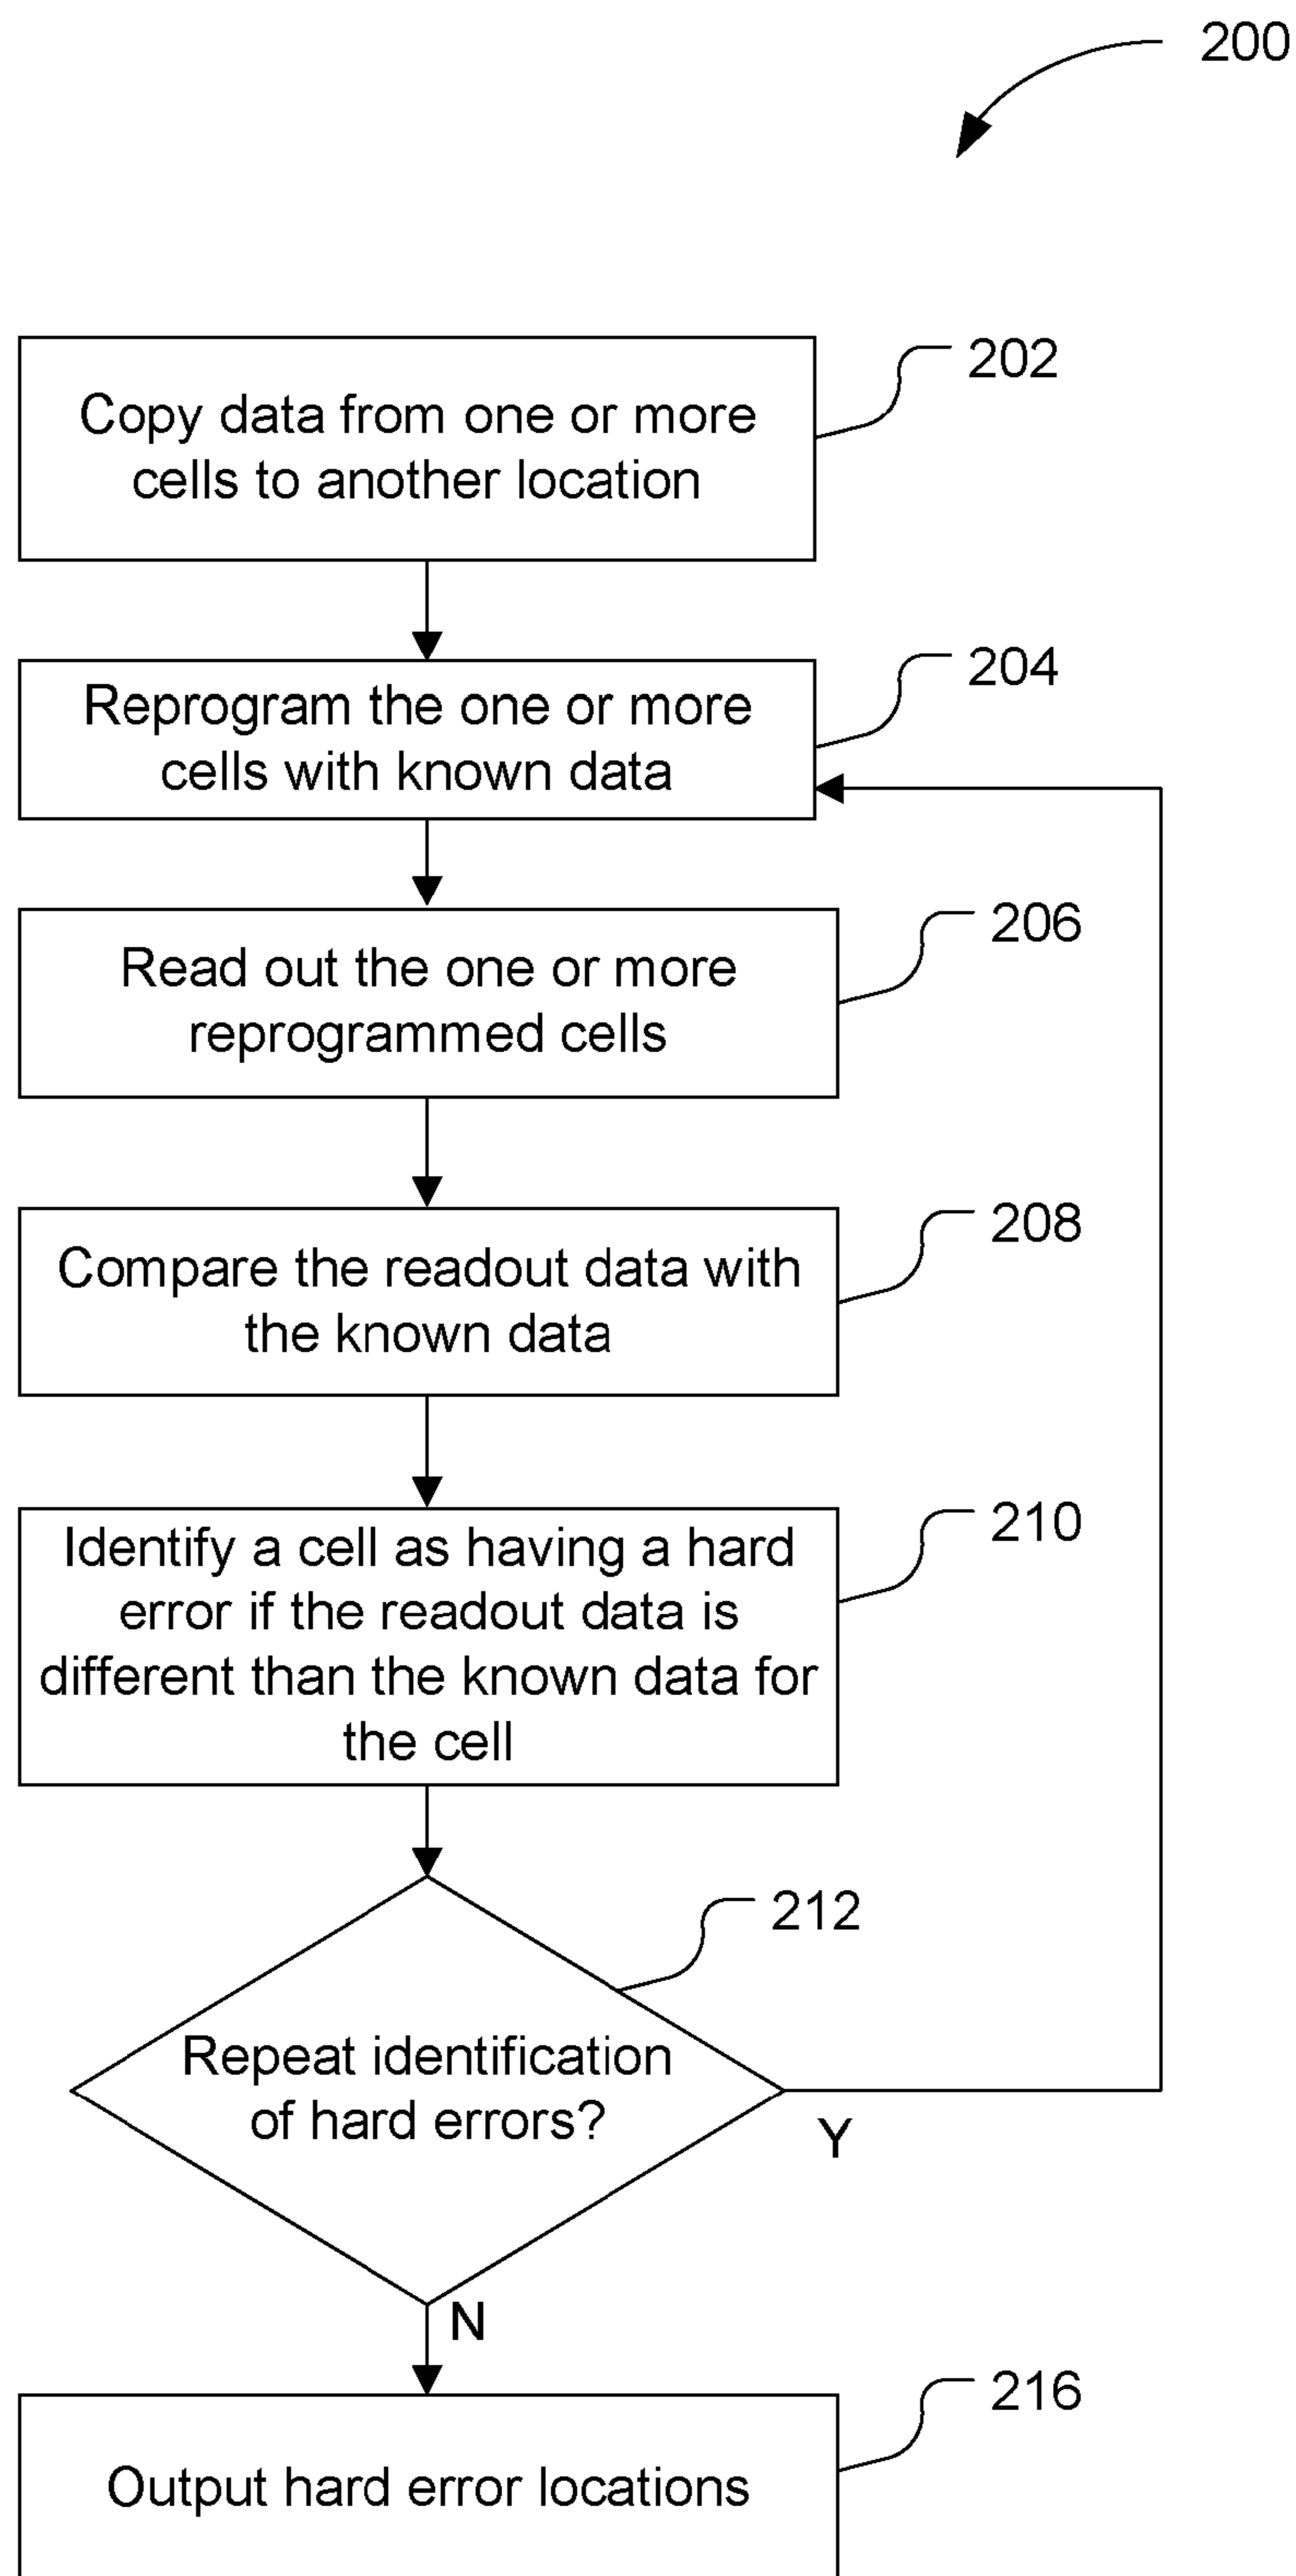 200
202
Copy data from one or more
cells to another location
204
Reprogram the one or more
cells with known data
206
Read out the one or more
reprogrammed cells
208
Compare the readout data with
the known data
210
Identify a cell as having a hard
error if the readout data is
different than the known data for
the cell
212
Repeat identification
of hard errors?
Y
N
216
Output hard error locations